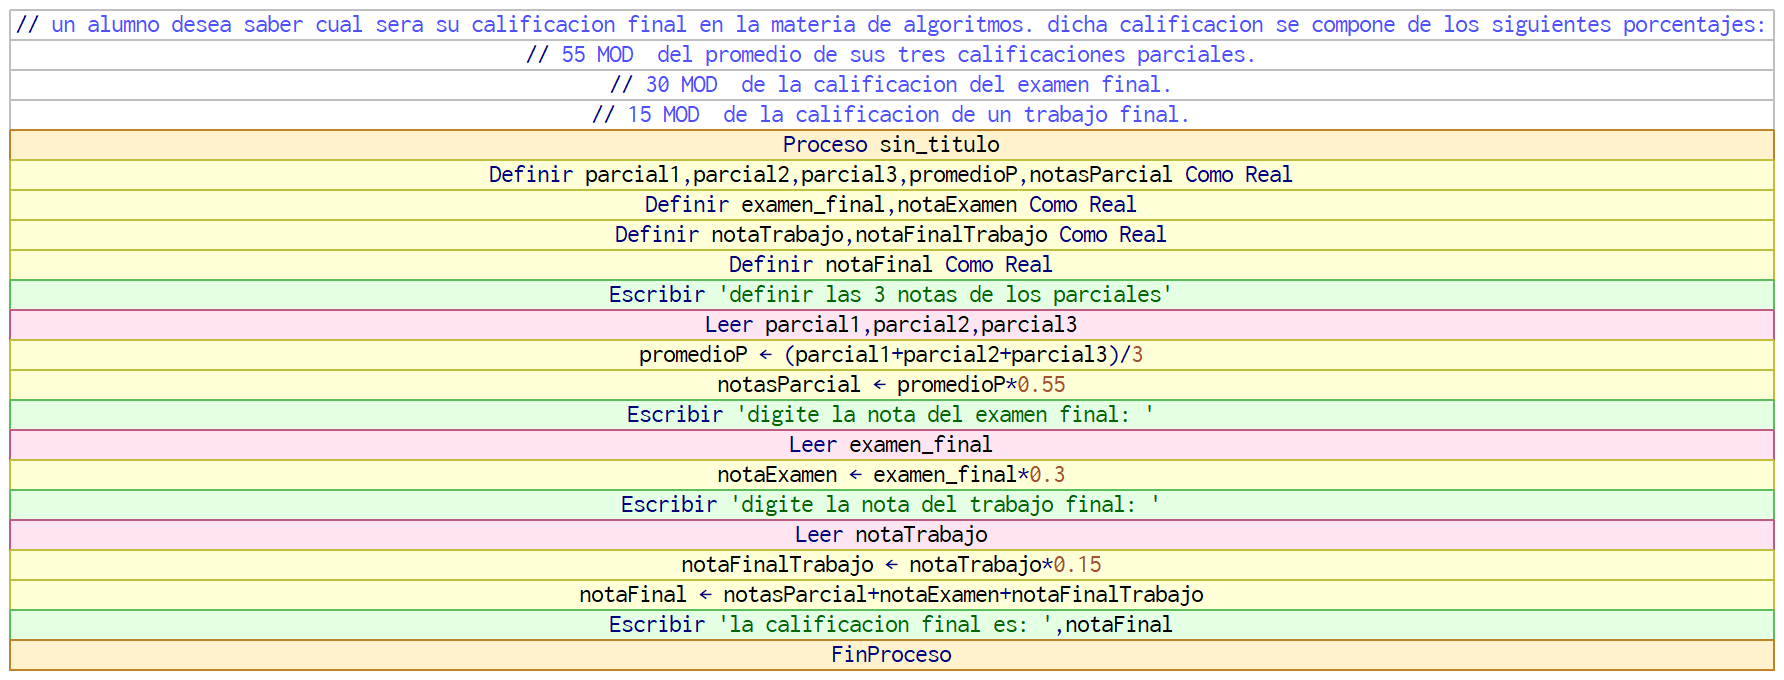 // un alumno desea saber cual sera su calificacion final en la materia de algoritmos. dicha calificacion se compone de los siguientes porcentajes:
// 55 MOD  del promedio de sus tres calificaciones parciales.
// 30 MOD  de la calificacion del examen final.
// 15 MOD  de la calificacion de un trabajo final.
Proceso sin_titulo
Definir parcial1,parcial2,parcial3,promedioP,notasParcial Como Real
Definir examen_final,notaExamen Como Real
Definir notaTrabajo,notaFinalTrabajo Como Real
Definir notaFinal Como Real
Escribir 'definir las 3 notas de los parciales'
Leer parcial1,parcial2,parcial3
promedioP ← (parcial1+parcial2+parcial3)/3
notasParcial ← promedioP*0.55
Escribir 'digite la nota del examen final: '
Leer examen_final
notaExamen ← examen_final*0.3
Escribir 'digite la nota del trabajo final: '
Leer notaTrabajo
notaFinalTrabajo ← notaTrabajo*0.15
notaFinal ← notasParcial+notaExamen+notaFinalTrabajo
Escribir 'la calificacion final es: ',notaFinal
FinProceso